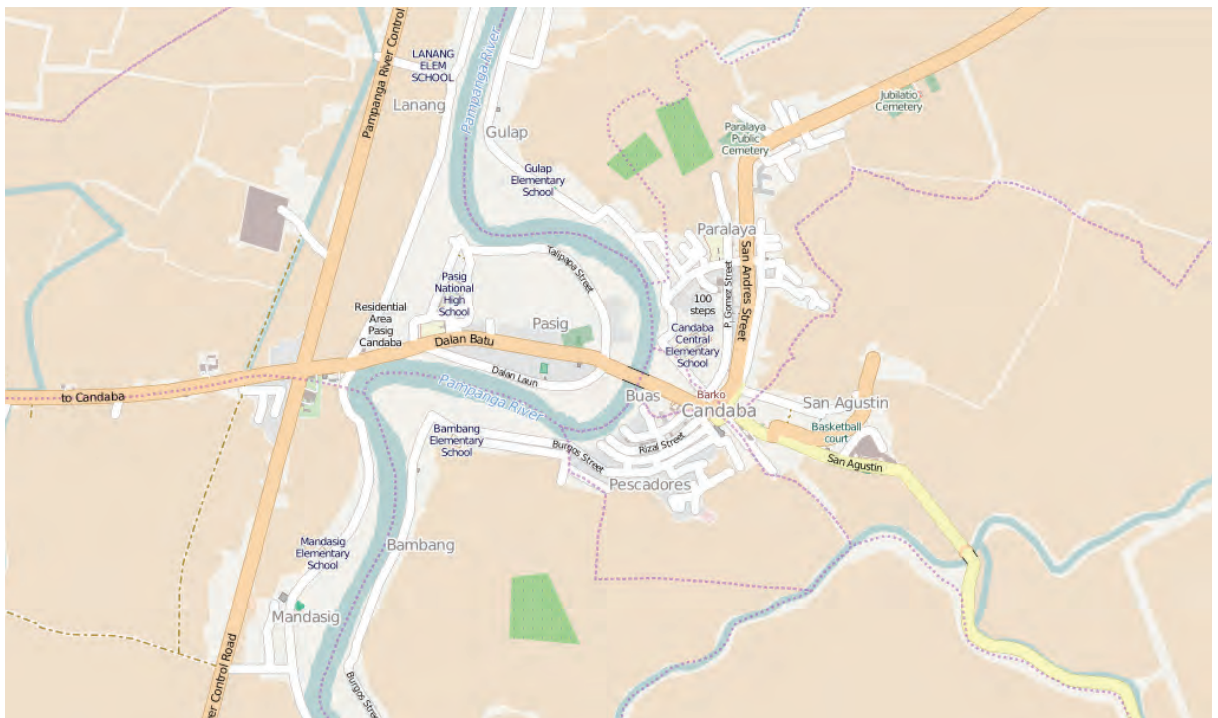 LANANG
ELEM
SCHOOL
Pampanga River Control
Lanang
Pampanga River
Gulap
Jubilatio
Cemetery
Paralaya
Public
Cemetery
Gulap
Elementary
School
Paralaya
Talipapa Street
San Andres Street
P. Gomez Street
Pasig
National
High
School
100
steps
Residential
Area
Pasig
Candaba
Pasig
Candaba
Central
Elementary
School
Dalan Batu
Dalan Laun
Pampanga River
to Candaba
Buas
Barko
Candaba
San Agustin
Basketball
court
Bambang
Elementary
School
Rizal Street
Burgos Street
San Agustin
Pescadores
Mandasig
Elementary
School
Bambang
Mandasig
er Control Road
Burgos Street